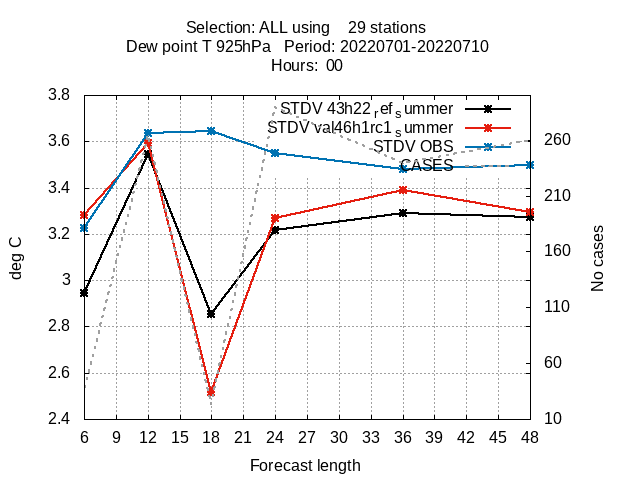 Selection: ALL using 29 stations
Dew point T 925hPa Period: 20220701-20220710
Hours: 00
STDV 43h22_ref_summer
STDV val46h1rc1_summer
STDV OBS
CASES
3.8
3.6
3.4
3.2
3
2.8
2.6
2.4
260
210
160
110
60
10
deg C
No cases
6 9 12 15 18 21 24 27 30 33 36 39 42 45 48
Forecast length